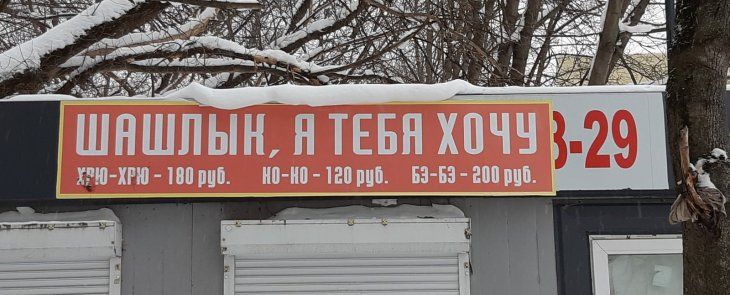 ШАШЛЫК, Я ТЕБЯ ХОЧУ
ХРЮ-ХРЮ – 180 руб. КО-КО – 120 руб. БЭ-БЭ – 200 руб.
-29